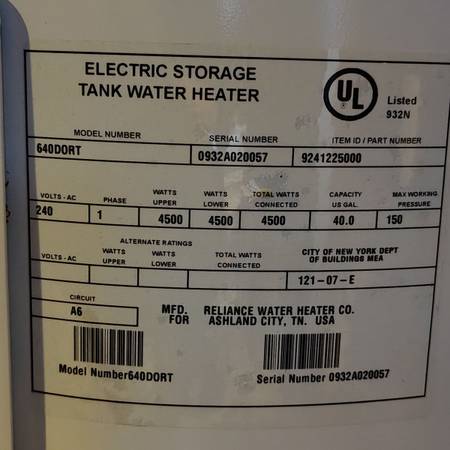 ELECTRIC STORAGE
TANK WATER HEATER
UL
Listed
932N
MODEL NUMBER SERIAL NUMBER ITEM ID / PART NUMBER
640DORT 0932A020057 9241225000
VOLTS - AC PHASE WATTS UPPER WATTS LOWER TOTAL WATTS CONNECTED CAPACITY US GAL. MAX WORKING PRESSURE
240 1 4500 4500 4500 40.0 150
ALTERNATE RATINGS
VOLTS - AC WATTS UPPER WATTS LOWER TOTAL WATTS CONNECTED CITY OF NEW YORK DEPT OF BUILDINGS MEA
121-07-E
CIRCUIT
A6
MFD. FOR RELIANCE WATER HEATER CO.
ASHLAND CITY, TN. USA
Model Number640DORT Serial Number 0932A020057